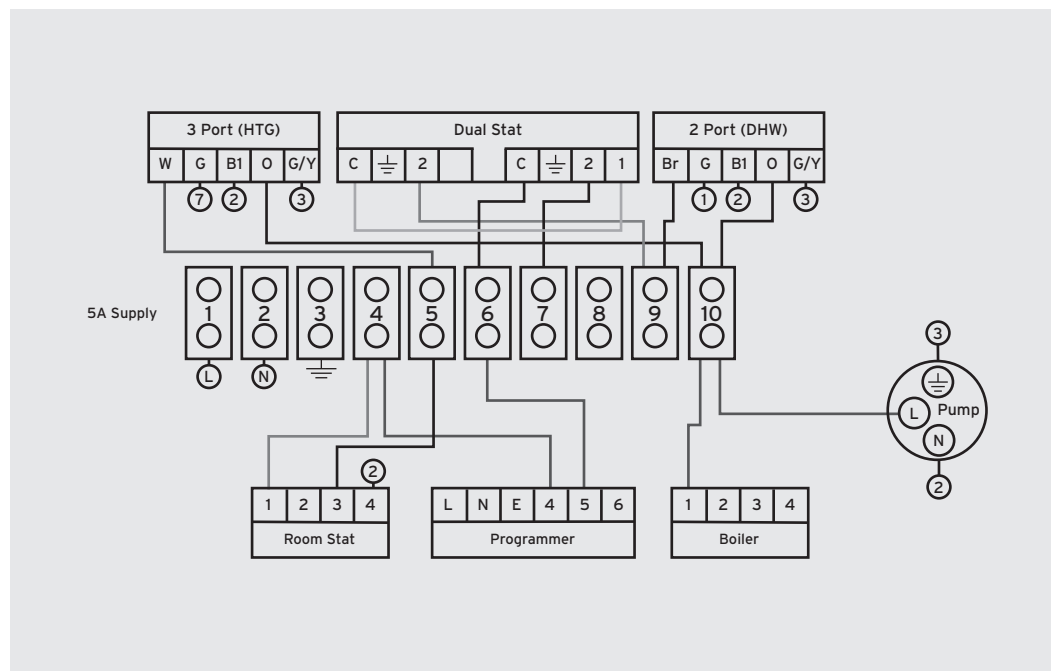 3 Port (HTG) Dual Stat 2 Port (DHW)
W G B1 O G/Y C 2 C 2 1 Br G B1 O G/Y
7 2 3 1 2 3
5A Supply 1 2 3 4 5 6 7 8 9 10
L N
3
L Pump
N
2
2
1 2 3 4 L N E 4 5 6 1 2 3 4
Room Stat Programmer Boiler